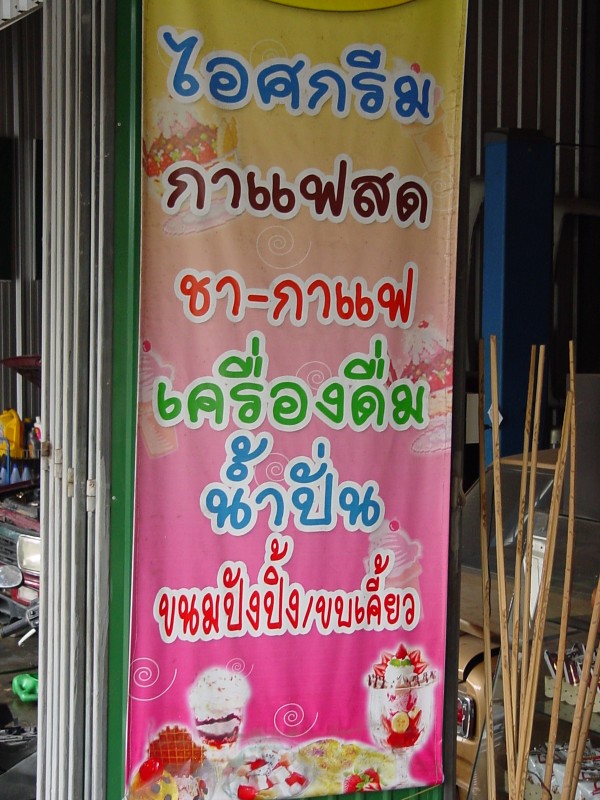 ไอศกรีม
กาแฟสด
ชา-กาแฟ
เครื่องดื่ม
น้ำปั่น
ขนมปังปิ้ง/ขบเคี้ยว